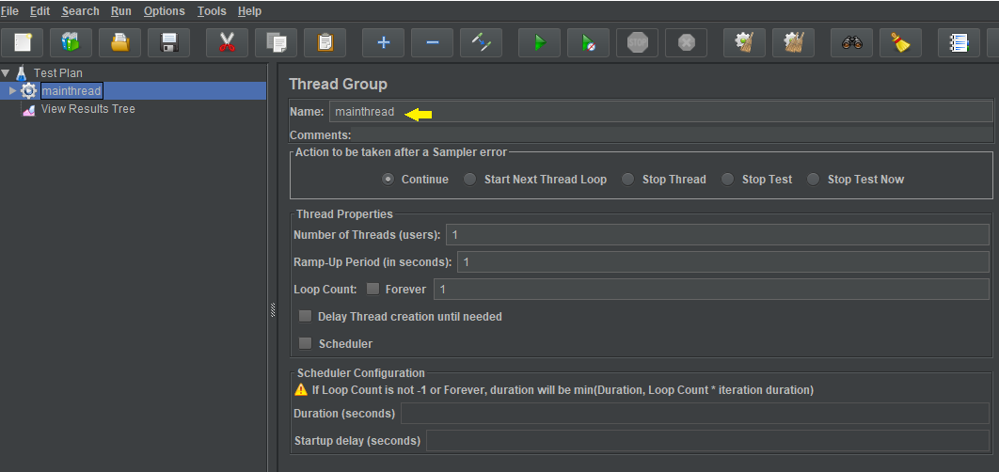 File Edit Search Run Options Tools Help
STOP
Test Plan
mainthread
View Results Tree
Thread Group
Name: mainthread
Comments:
Action to be taken after a Sampler error
Continue Start Next Thread Loop Stop Thread Stop Test Stop Test Now
Thread Properties
Number of Threads (users): 1
Ramp-Up Period (in seconds): 1
Loop Count: Forever 1
Delay Thread creation until needed
Scheduler
Scheduler Configuration
If Loop Count is not -1 or Forever, duration will be min(Duration, Loop Count * iteration duration)
Duration (seconds)
Startup delay (seconds)